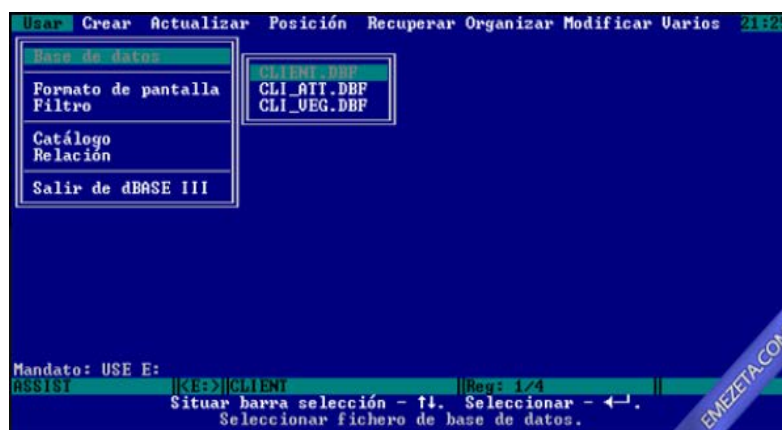 Usar Crear Actualizar Posición Recuperar Organizar Modificar Varios 21:2
Base de datos
Formato de pantalla
Filtro
Catálogo
Relación
Salir de dBASE III
CLIENT.DBF
CLI_ATT.DBF
CLI_VEG.DBF
Mandato: USE E:
ASSIST ||<E:>||CLIENT ||Reg: 1/4 ||
Situar barra selección - ↑↓. Seleccionar - ←┘.
Seleccionar fichero de base de datos.
EMEZETA.COM